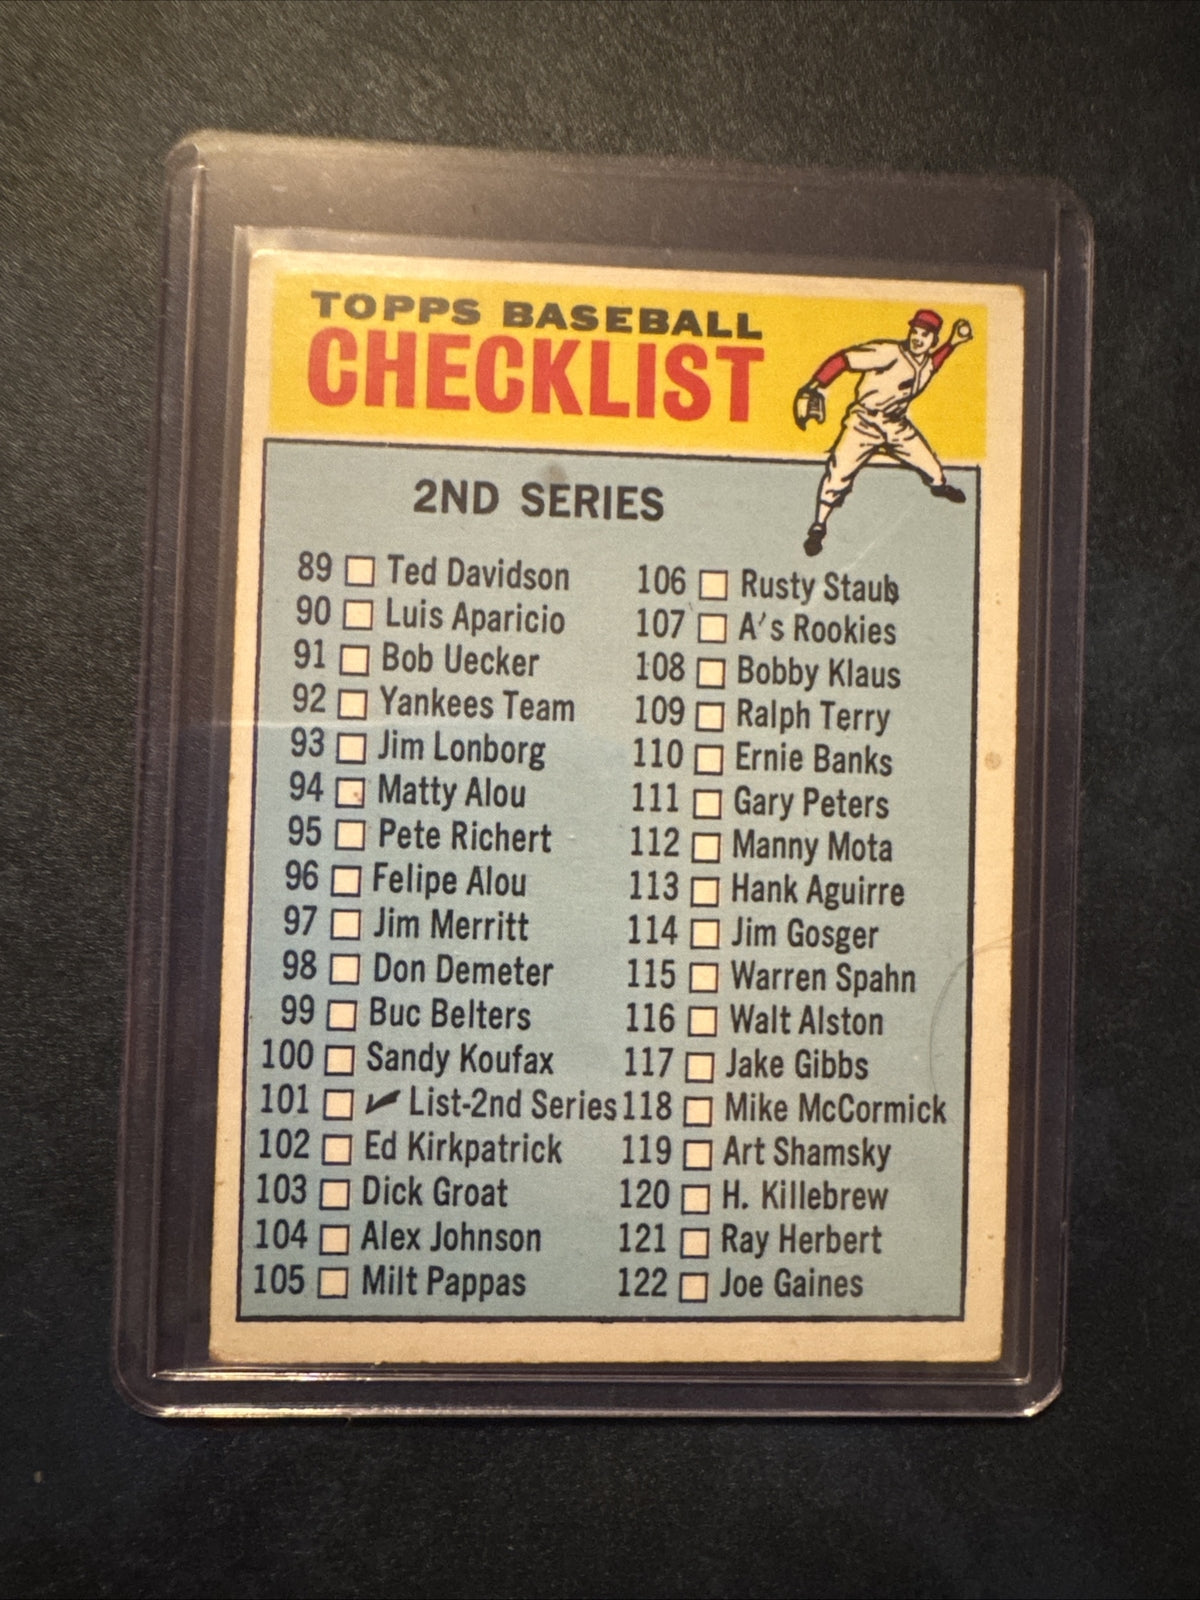 TOPPS BASEBALL
CHECKLIST
2ND SERIES
89 Ted Davidson
90 Luis Aparicio
91 Bob Uecker
92 Yankees Team
93 Jim Lonborg
94 Matty Alou
95 Pete Richert
96 Felipe Alou
97 Jim Merritt
98 Don Demeter
99 Buc Belters
100 Sandy Koufax
101 ✓ List-2nd Series
102 Ed Kirkpatrick
103 Dick Groat
104 Alex Johnson
105 Milt Pappas
106 Rusty Staub
107 A's Rookies
108 Bobby Klaus
109 Ralph Terry
110 Ernie Banks
111 Gary Peters
112 Manny Mota
113 Hank Aguirre
114 Jim Gosger
115 Warren Spahn
116 Walt Alston
117 Jake Gibbs
118 Mike McCormick
119 Art Shamsky
120 H. Killebrew
121 Ray Herbert
122 Joe Gaines